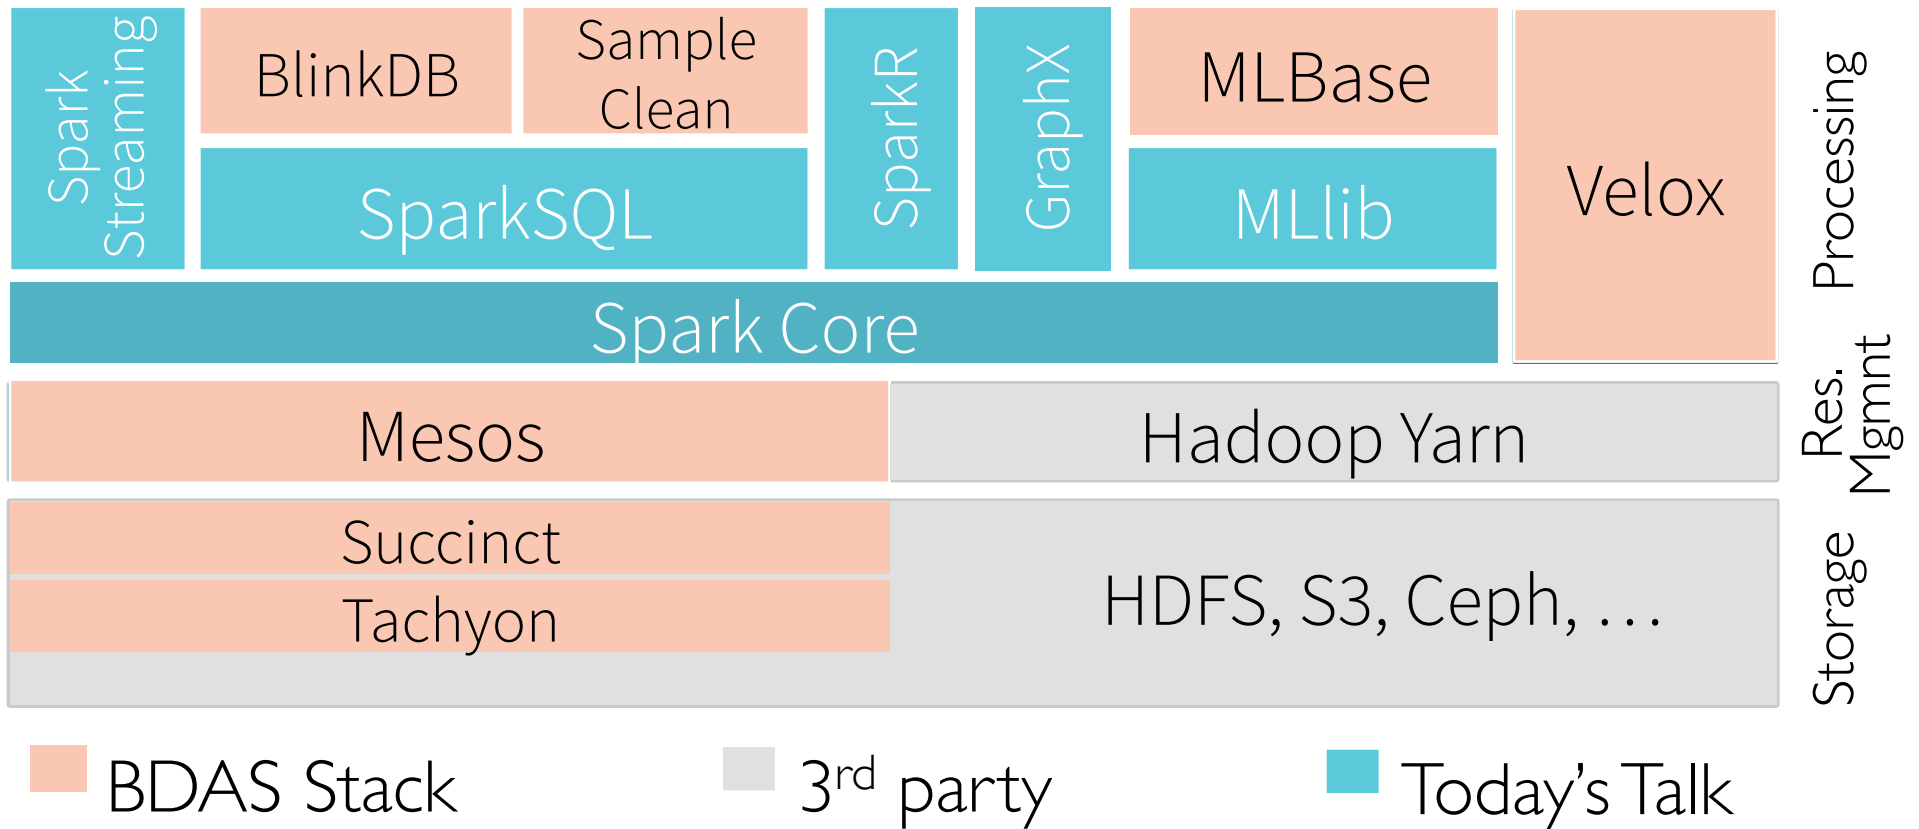 Spark
Streaming
BlinkDB
Sample
Clean
SparkSQL
SparkR
GraphX
MLBase
MLlib
Velox
Processing
Spark Core
Mesos
Hadoop Yarn
Res.
Mgmnt
Succinct
Tachyon
HDFS, S3, Ceph, …
Storage
BDAS Stack
3rd party
Today’s Talk